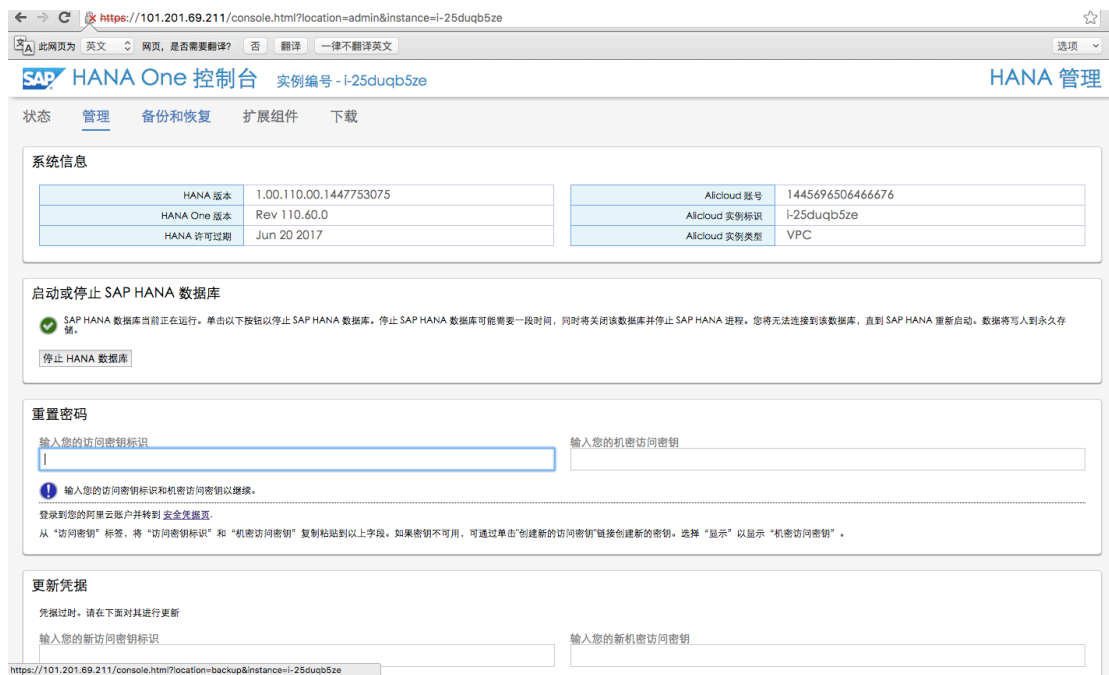 https://101.201.69.211/console.html?location=admin&instance=i-25duqb5ze
此网页为 英文 网页，是否需要翻译? 否 翻译 一律不翻译英文 选项
SAP HANA One 控制台 实例编号 - i-25duqb5ze HANA 管理
状态 管理 备份和恢复 扩展组件 下载
系统信息
HANA 版本 1.00.110.00.1447753075 Alicloud 账号 1445696506466676
HANA One 版本 Rev 110.60.0 Alicloud 实例标识 i-25duqb5ze
HANA 许可过期 Jun 20 2017 Alicloud 实例类型 VPC
启动或停止 SAP HANA 数据库
SAP HANA 数据库当前正在运行。单击以下按钮以停止 SAP HANA 数据库。停止 SAP HANA 数据库可能需要一段时间，同时将关闭该数据库并停止 SAP HANA 进程。您将无法连接到该数据库，直到 SAP HANA 重新启动。数据将写入到永久存
储。
停止 HANA 数据库
重置密码
输入您的访问密钥标识 输入您的机密访问密钥
输入您的访问密钥标识和机密访问密钥以继续。
登录到您的阿里云账户并转到 安全凭据页.
从“访问密钥”标签，将“访问密钥标识”和“机密访问密钥”复制粘贴到以上字段。如果密钥不可用，可通过单击"创建新的访问密钥"链接创建新的密钥。选择“显示”以显示“机密访问密钥”。
更新凭据
凭据过时。请在下面对其进行更新
输入您的新访问密钥标识 输入您的新机密访问密钥
https://101.201.69.211/console.html?location=backup&instance=i-25duqb5ze